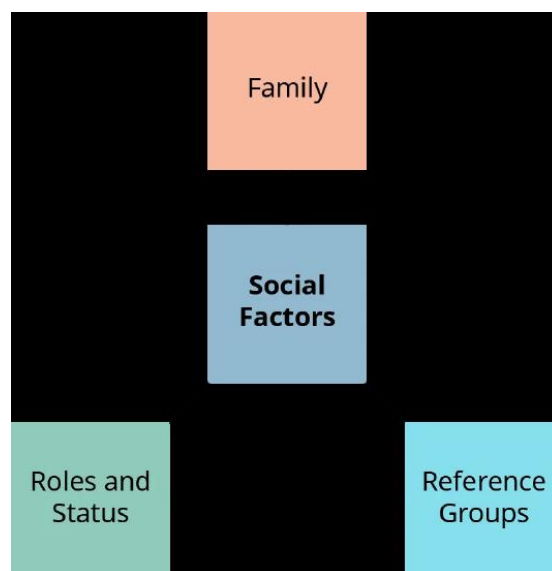 Family
Social
Factors
Roles and
Status
Reference
Groups